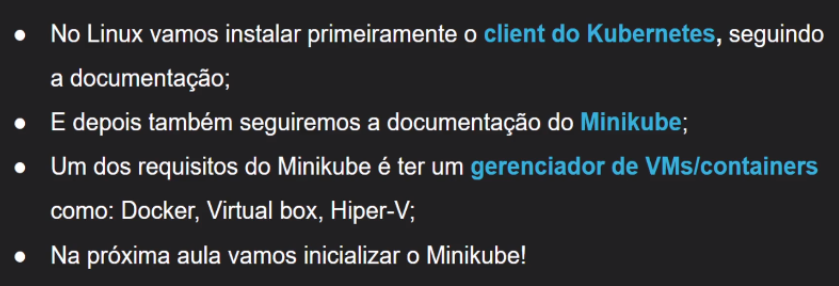 ● No Linux vamos instalar primeiramente o client do Kubernetes, seguindo
a documentação;
● E depois também seguiremos a documentação do Minikube;
● Um dos requisitos do Minikube é ter um gerenciador de VMs/containers
como: Docker, Virtual box, Hiper-V;
● Na próxima aula vamos inicializar o Minikube!